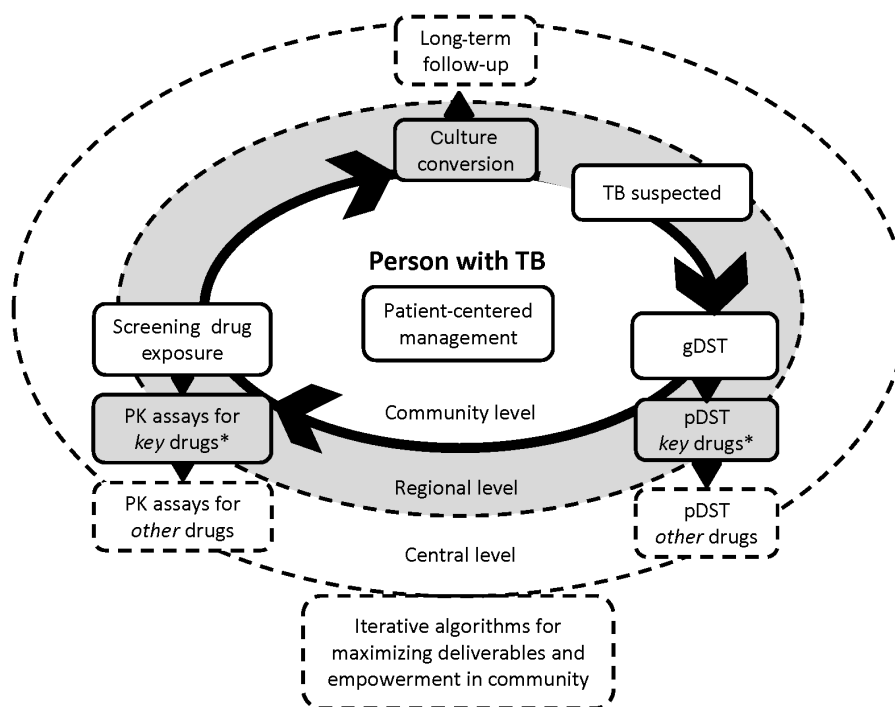 Long-term
follow-up
Culture
conversion
TB suspected
Person with TB
Patient-centered
management
Screening drug
exposure
gDST
PK assays for
key drugs*
Community level
pDST
key drugs*
Regional level
PK assays for
other drugs
pDST
other drugs
Central level
Iterative algorithms for
maximizing deliverables and
empowerment in community